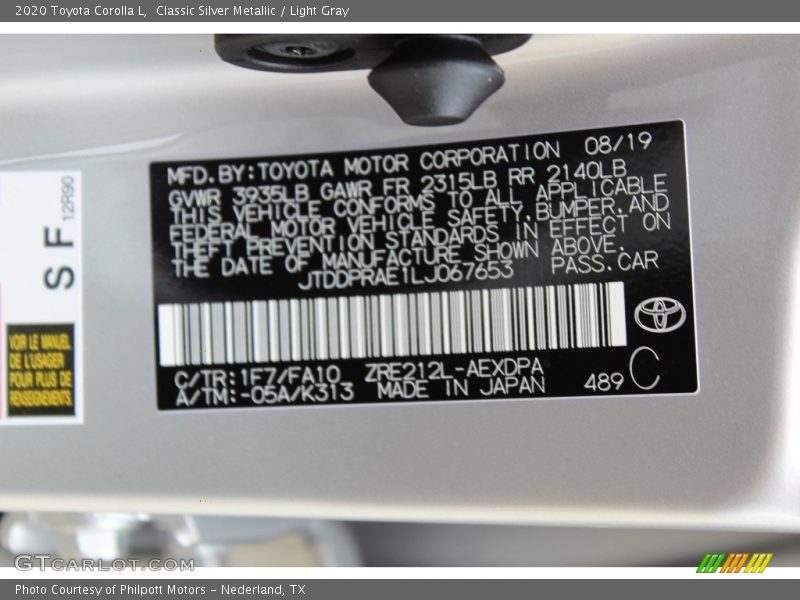 2020 Toyota Corolla L,  Classic Silver Metallic / Light Gray
MFD. BY: TOYOTA MOTOR CORPORATION 08/19
GVWR 3935LB GAWR FR 2315LB RR 2140LB
THIS VEHICLE CONFORMS TO ALL APPLICABLE
FEDERAL MOTOR VEHICLE SAFETY, BUMPER, AND
THEFT PREVENTION STANDARDS IN EFFECT ON
THE DATE OF MANUFACTURE SHOWN ABOVE.
JTDDPRAE1LJ067653 PASS. CAR
C/TR: 1F7/FA10 ZRE212L-AEXDPA
A/TM: -05A/K313 MADE IN JAPAN 489 C
S F 12R90
VOIR LE MANUEL
DE L'USAGER
POUR PLUS DE
RENSEIGNEMENTS
GTCarlot.com
Photo Courtesy of Philpott Motors - Nederland, TX